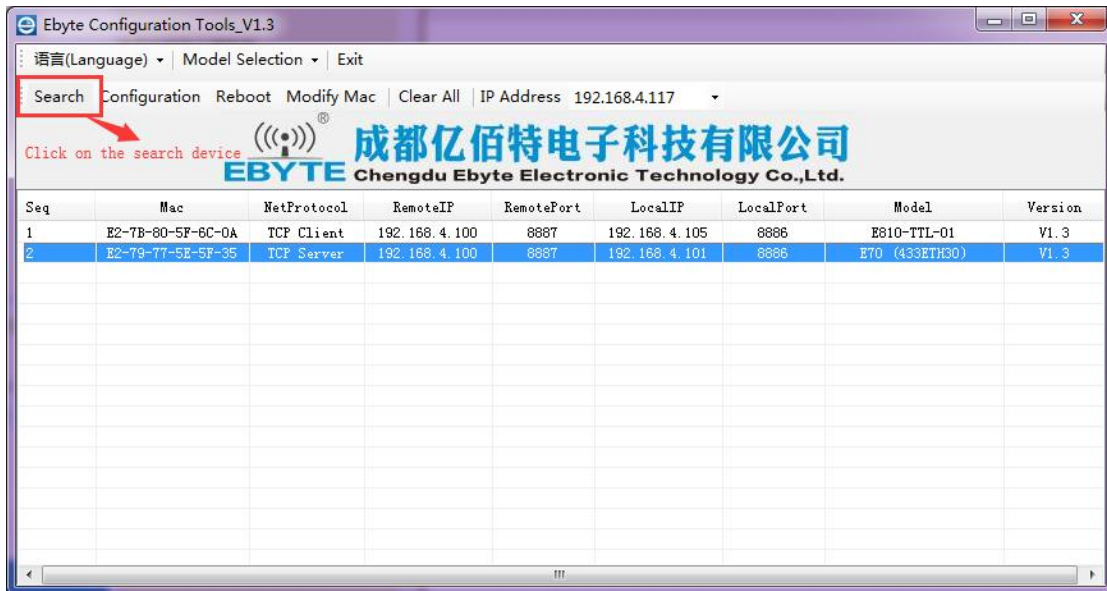 Ebyte Configuration Tools_V1.3
语言(Language) Model Selection Exit
Search Configuration Reboot Modify Mac Clear All IP Address 192.168.4.117
Click on the search device
®
成都亿佰特电子科技有限公司
EBYTE Chengdu Ebyte Electronic Technology Co.,Ltd.
Seq Mac NetProtocol RemoteIP RemotePort LocalIP LocalPort Model Version
1 E2-7B-80-5F-6C-0A TCP Client 192.168.4.100 8887 192.168.4.105 8886 E810-TTL-01 V1.3
2 E2-79-77-5E-5F-35 TCP Server 192.168.4.100 8887 192.168.4.101 8886 E70 (433ETH30) V1.3